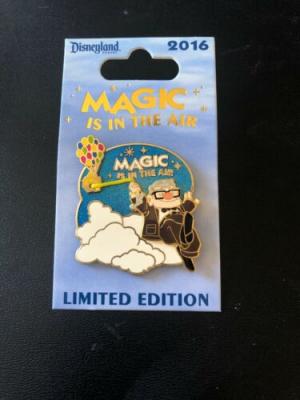 Disneyland 2016
MAGIC
IS IN THE AIR
MAGIC
IS IN THE AIR
LIMITED EDITION